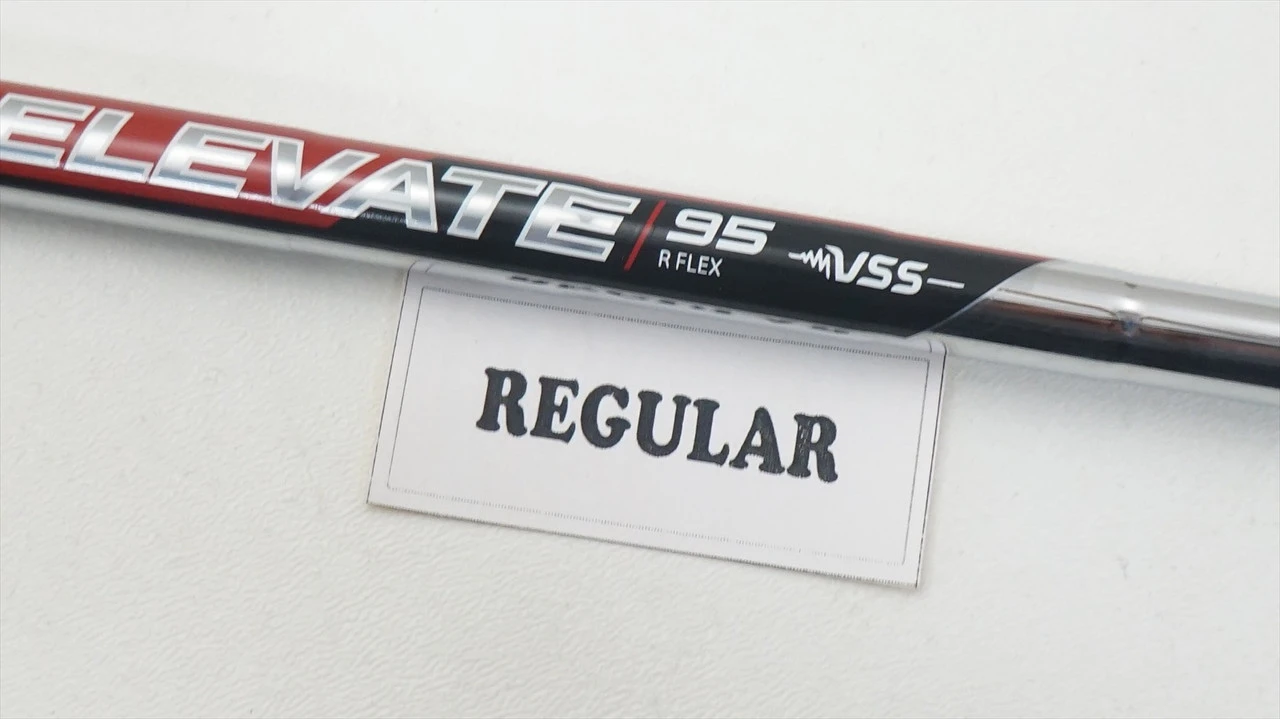 ELEVATE / 95
R FLEX
VSS
REGULAR